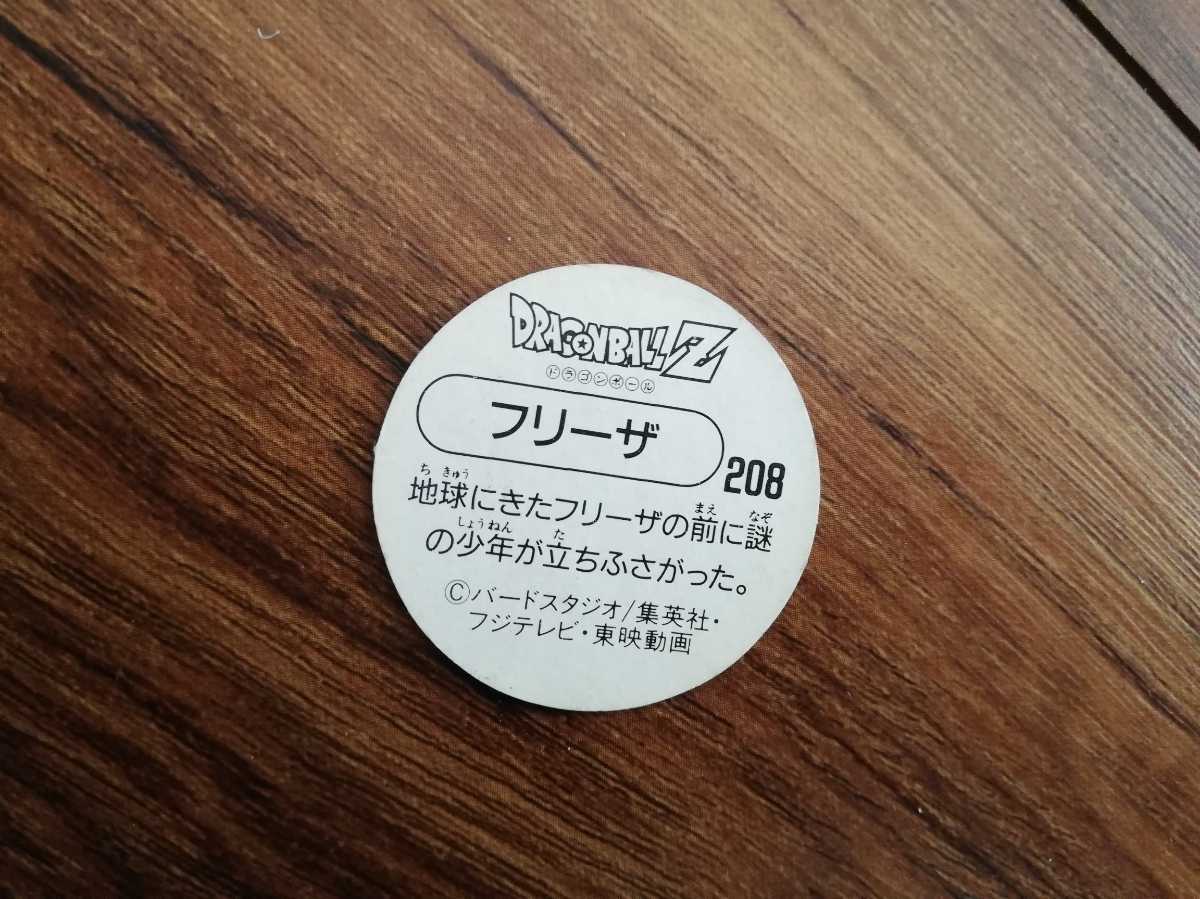 DRAGONBALL Z
ドラゴンボール
フリーザ
208
ち きゅう まえ なぞ
地球にきたフリーザの前に謎
しょうねん た
の少年が立ちふさがった。
©バードスタジオ/集英社・
フジテレビ・東映動画